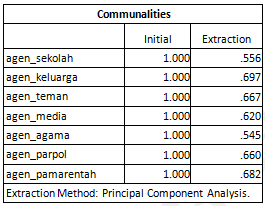 Communalities
Initial Extraction
agen_sekolah 1.000 .556
agen_keluarga 1.000 .697
agen_teman 1.000 .667
agen_media 1.000 .620
agen_agama 1.000 .545
agen_parpol 1.000 .660
agen_pamarentah 1.000 .682
Extraction Method: Principal Component Analysis.